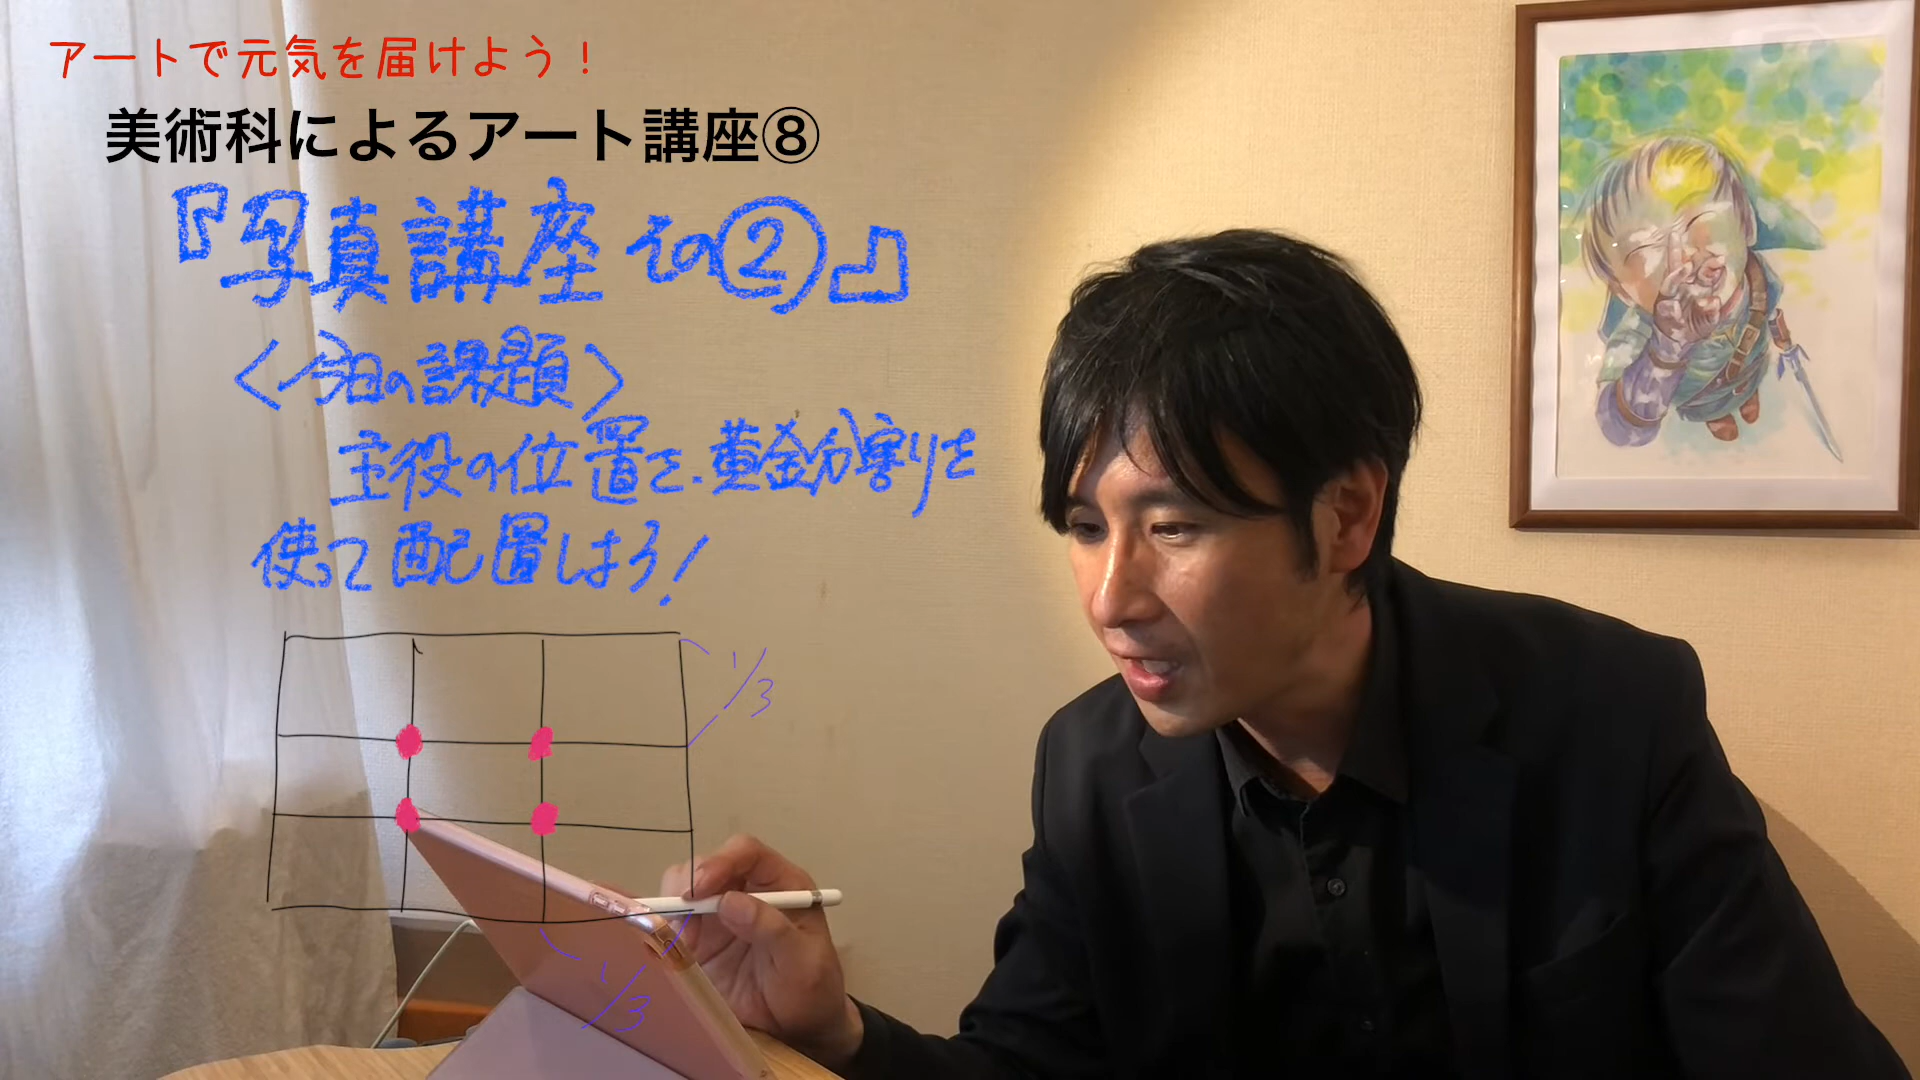 アートで元気を届けよう！
美術科によるアート講座⑧
『写真講座 その②』
〈今日の課題〉
主役の位置を、黄金分割りを
使って配置しよう！
1/3
1/3